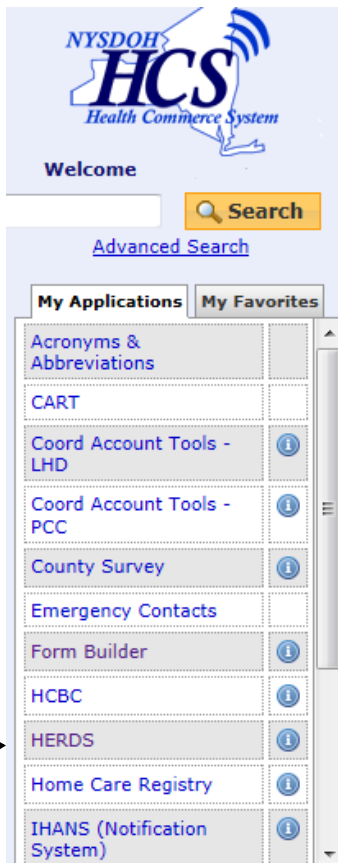 NYSDOH
HCS
Health Commerce System
Welcome
Search
Advanced Search
My Applications My Favorites
Acronyms &
Abbreviations
CART
Coord Account Tools -
LHD
Coord Account Tools -
PCC
County Survey
Emergency Contacts
Form Builder
HCBC
HERDS
Home Care Registry
IHANS (Notification
System)